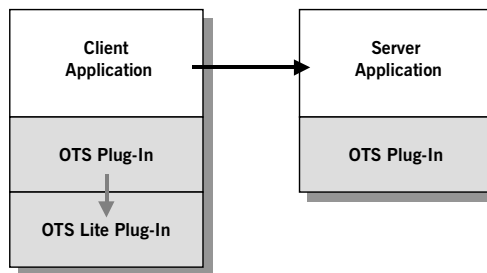 Client
Application
Server
Application
OTS Plug-In
OTS Plug-In
OTS Lite Plug-In